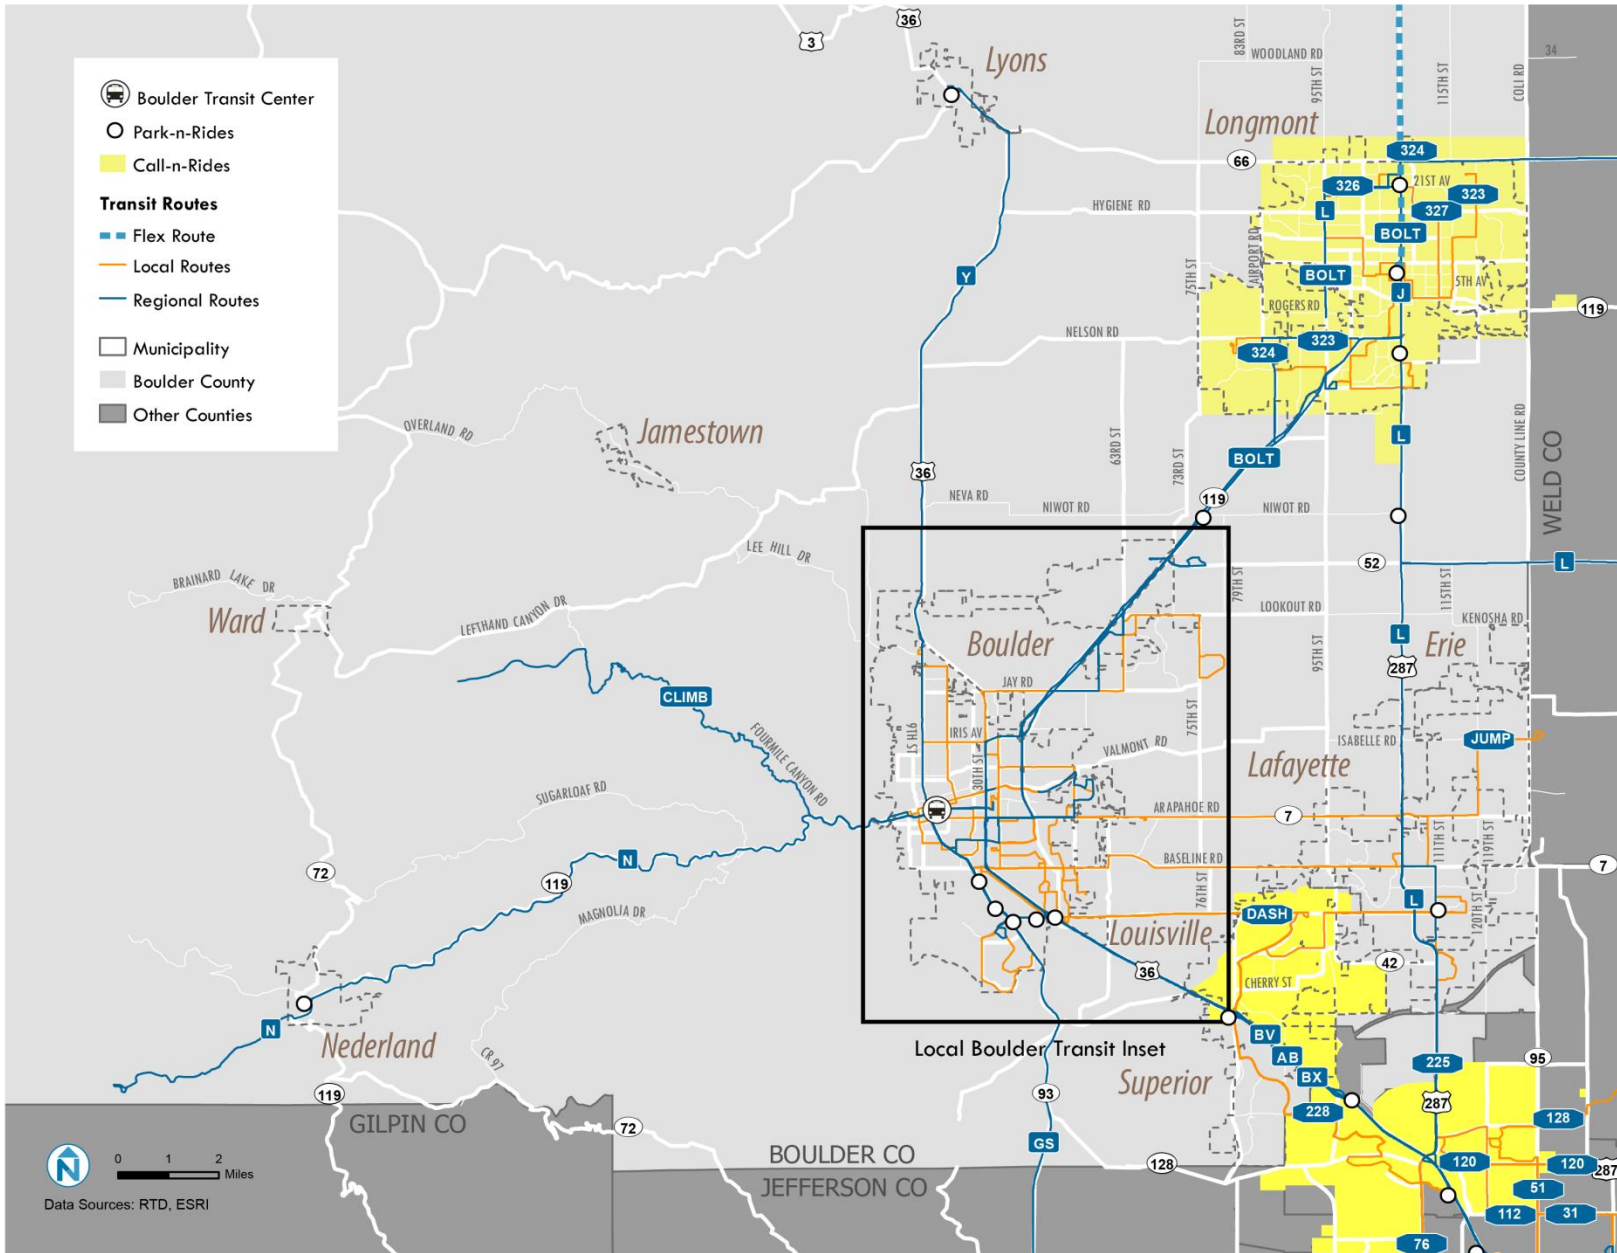 Boulder Transit Center
Park-n-Rides
Call-n-Rides
Transit Routes
Flex Route
Local Routes
Regional Routes
Municipality
Boulder County
Other Counties
36
3
Lyons
83RD ST
WOODLAND RD
95TH ST
115TH ST
34
Longmont
66
324
326
21ST AV
323
327
L
BOLT
HYGIENE RD
AIRPORT RD
75TH ST
Y
BOLT
5TH AV
J
ROGERS RD
119
NELSON RD
323
324
OVERLAND RD
Jamestown
63RD ST
73RD ST
BOLT
L
COUNTY LINE RD
WELD CO
36
119
NEVA RD
NIWOT RD
NIWOT RD
LEE HILL DR
BRAINARD LAKE DR
52
L
79TH ST
115TH ST
Ward
LEFTHAND CANYON DR
LOOKOUT RD
KENOSHA RD
L
Boulder
Erie
95TH ST
287
JAY RD
CLIMB
75TH ST
9TH ST
IRIS AV
30TH ST
FOURMILE CANYON RD
VALMONT RD
ISABELLE RD
JUMP
Lafayette
SUGARLOAF RD
ARAPAHOE RD
7
111TH ST
119TH ST
N
BASELINE RD
7
72
119
76TH ST
L
120TH ST
MAGNOLIA DR
DASH
Louisville
42
36
CHERRY ST
N
Nederland
CR 97
BV
Local Boulder Transit Inset
AB
BX
Superior
225
95
119
93
228
287
128
GILPIN CO
72
GS
BOULDER CO
JEFFERSON CO
128
120
120
287
51
112
31
76
N
0 1 2
Miles
Data Sources: RTD, ESRI